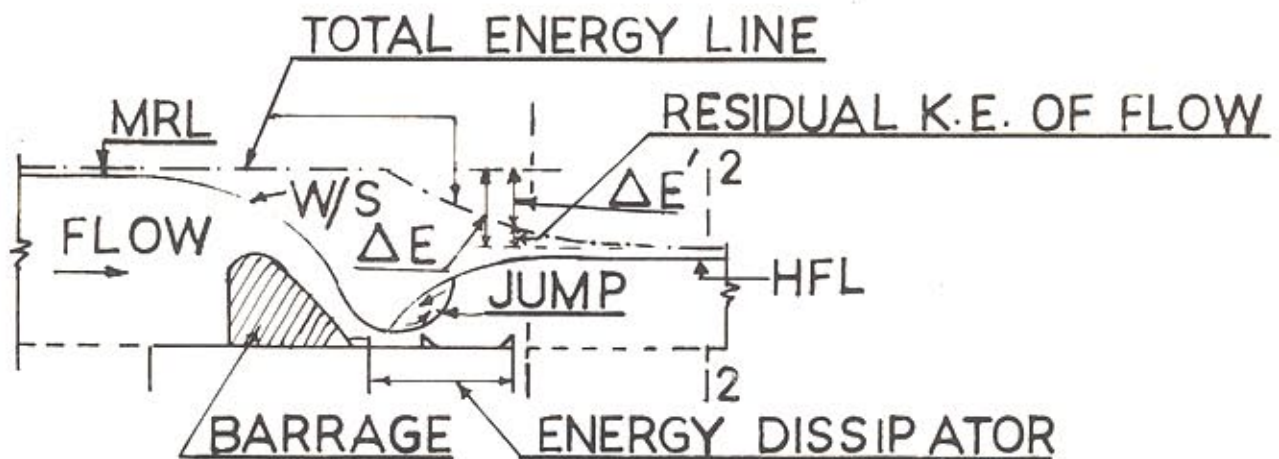 TOTAL ENERGY LINE
RESIDUAL K.E. OF FLOW
MRL
2
W/S
ΔE'
FLOW
ΔE
JUMP
HFL
2
BARRAGE
ENERGY DISSIPATOR